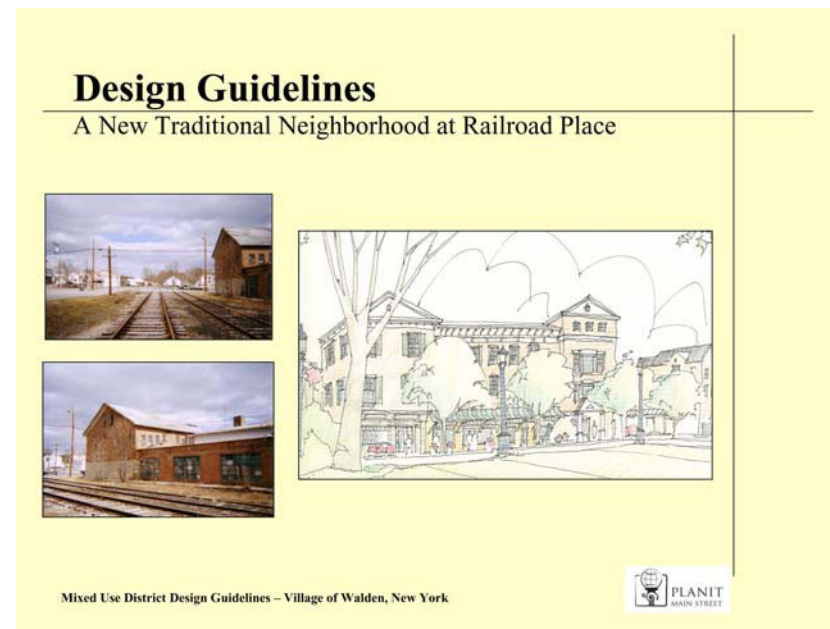 Design Guidelines
A New Traditional Neighborhood at Railroad Place
Mixed Use District Design Guidelines – Village of Walden, New York
PLANIT
MAIN STREET